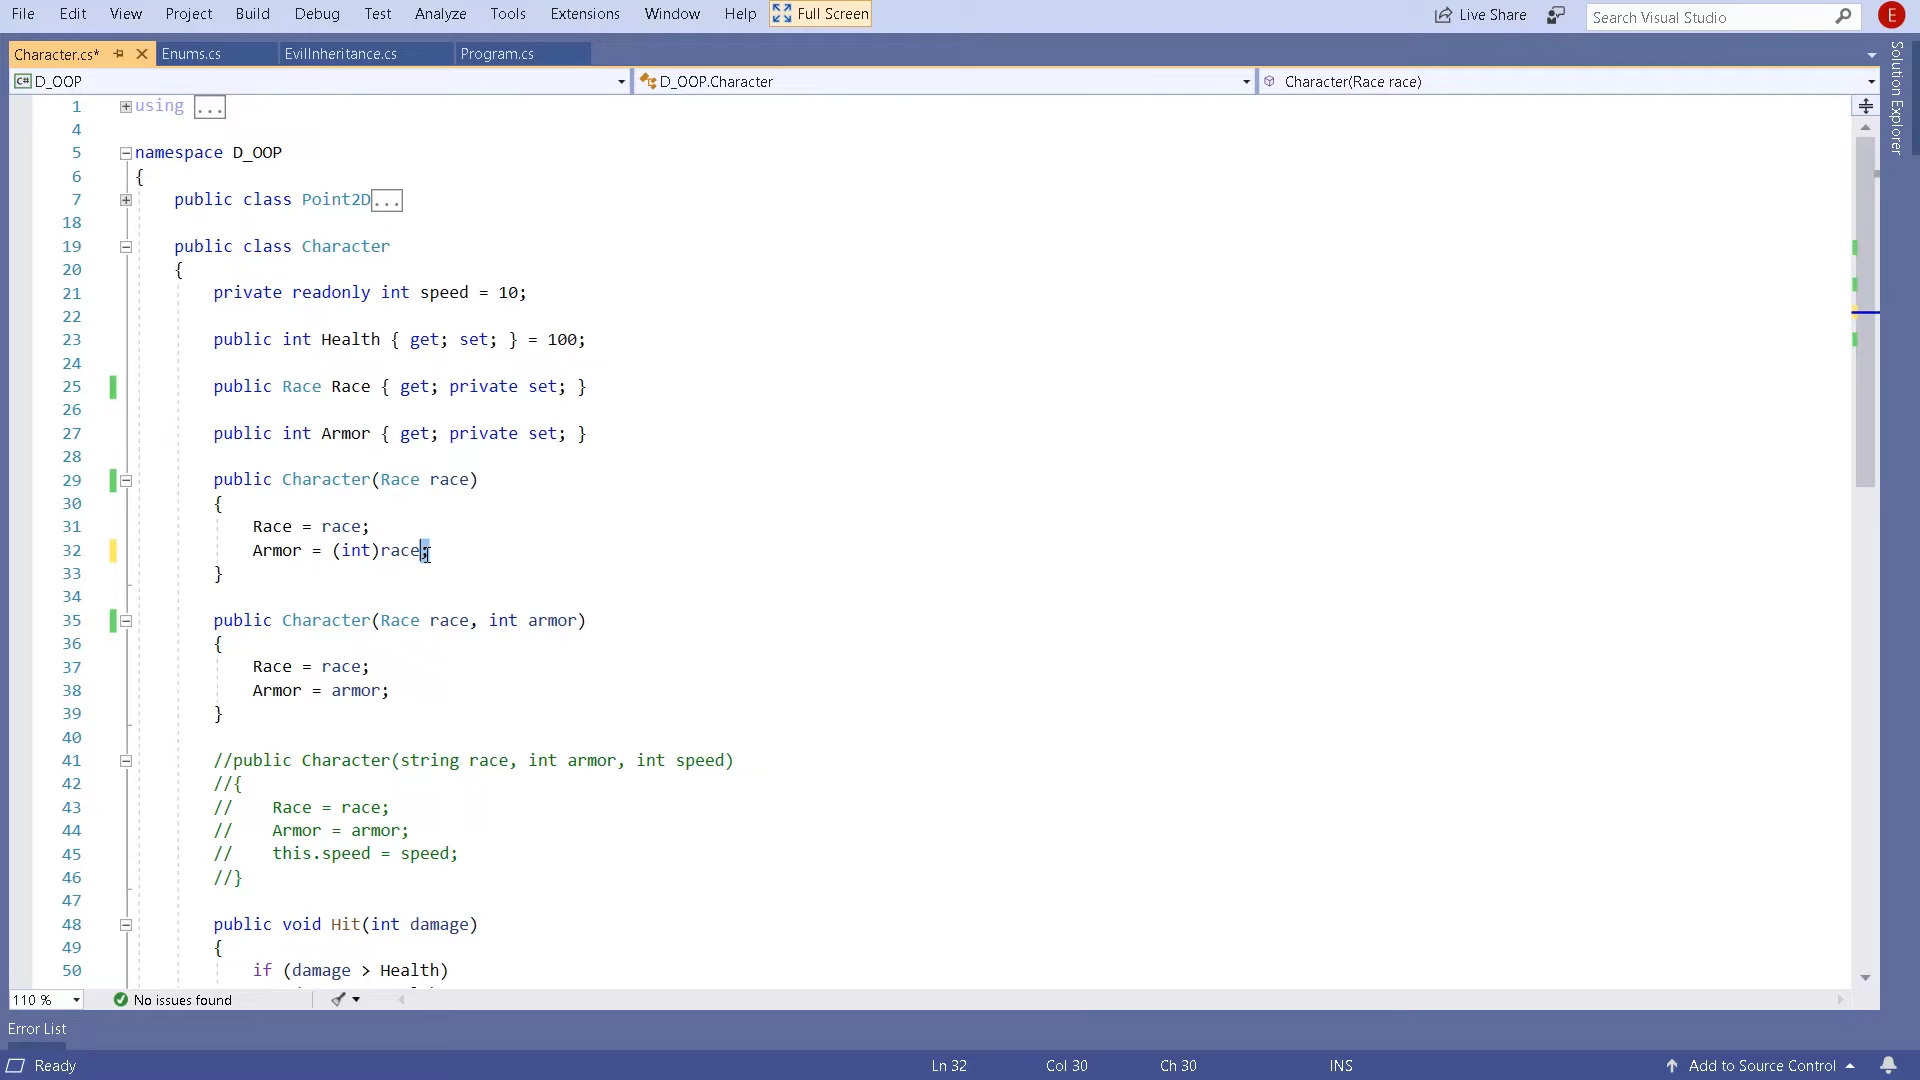 File Edit View Project Build Debug Test Analyze Tools Extensions Window Help Full Screen Live Share Search Visual Studio E
Character.cs* Enums.cs EvilInheritance.cs Program.cs
C# D_OOP D_OOP.Character Character(Race race)
Solution Explorer
1 using ...
4
5 namespace D_OOP
6 {
7 public class Point2D...
18
19 public class Character
20 {
21 private readonly int speed = 10;
22
23 public int Health { get; set; } = 100;
24
25 public Race Race { get; private set; }
26
27 public int Armor { get; private set; }
28
29 public Character(Race race)
30 {
31 Race = race;
32 Armor = (int)race;
33 }
34
35 public Character(Race race, int armor)
36 {
37 Race = race;
38 Armor = armor;
39 }
40
41 //public Character(string race, int armor, int speed)
42 //{
43 // Race = race;
44 // Armor = armor;
45 // this.speed = speed;
46 //}
47
48 public void Hit(int damage)
49 {
50 if (damage > Health)
110 % No issues found
Error List
Ready Ln 32 Col 30 Ch 30 INS Add to Source Control